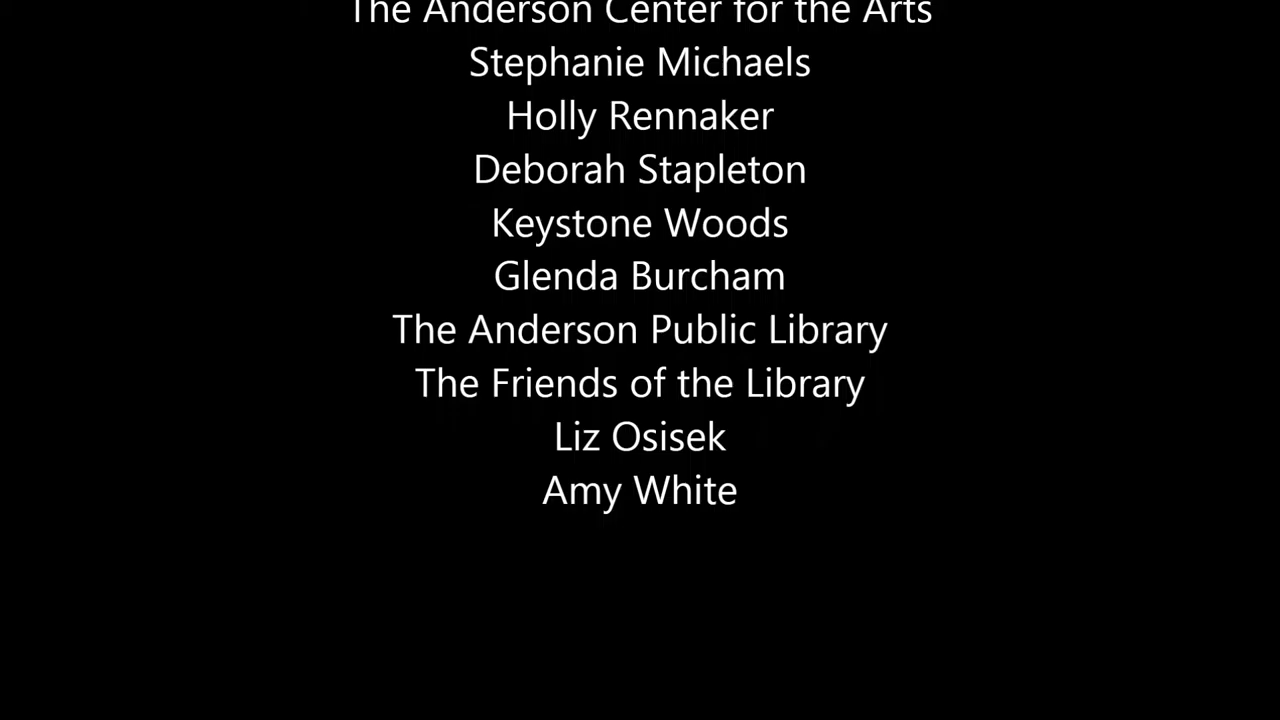 The Anderson Center for the Arts
Stephanie Michaels
Holly Rennaker
Deborah Stapleton
Keystone Woods
Glenda Burcham
The Anderson Public Library
The Friends of the Library
Liz Osisek
Amy White